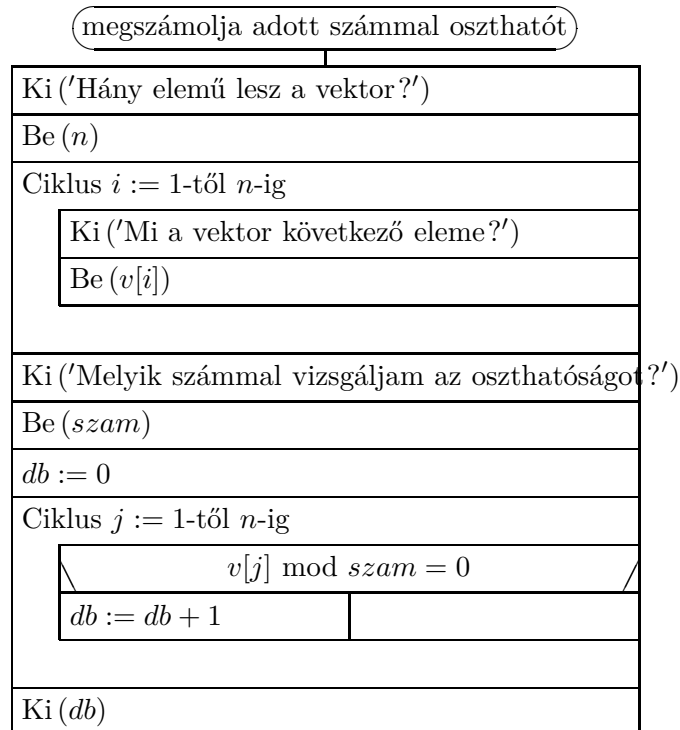 megszámolja adott számmal oszthatót
Ki ('Hány elemű lesz a vektor?')
Be (n)
Ciklus i := 1-től n-ig
Ki ('Mi a vektor következő eleme?')
Be (v[i])
Ki ('Melyik számmal vizsgáljam az oszthatóságot?')
Be (szam)
db := 0
Ciklus j := 1-től n-ig
v[j] mod szam = 0
db := db + 1
Ki (db)